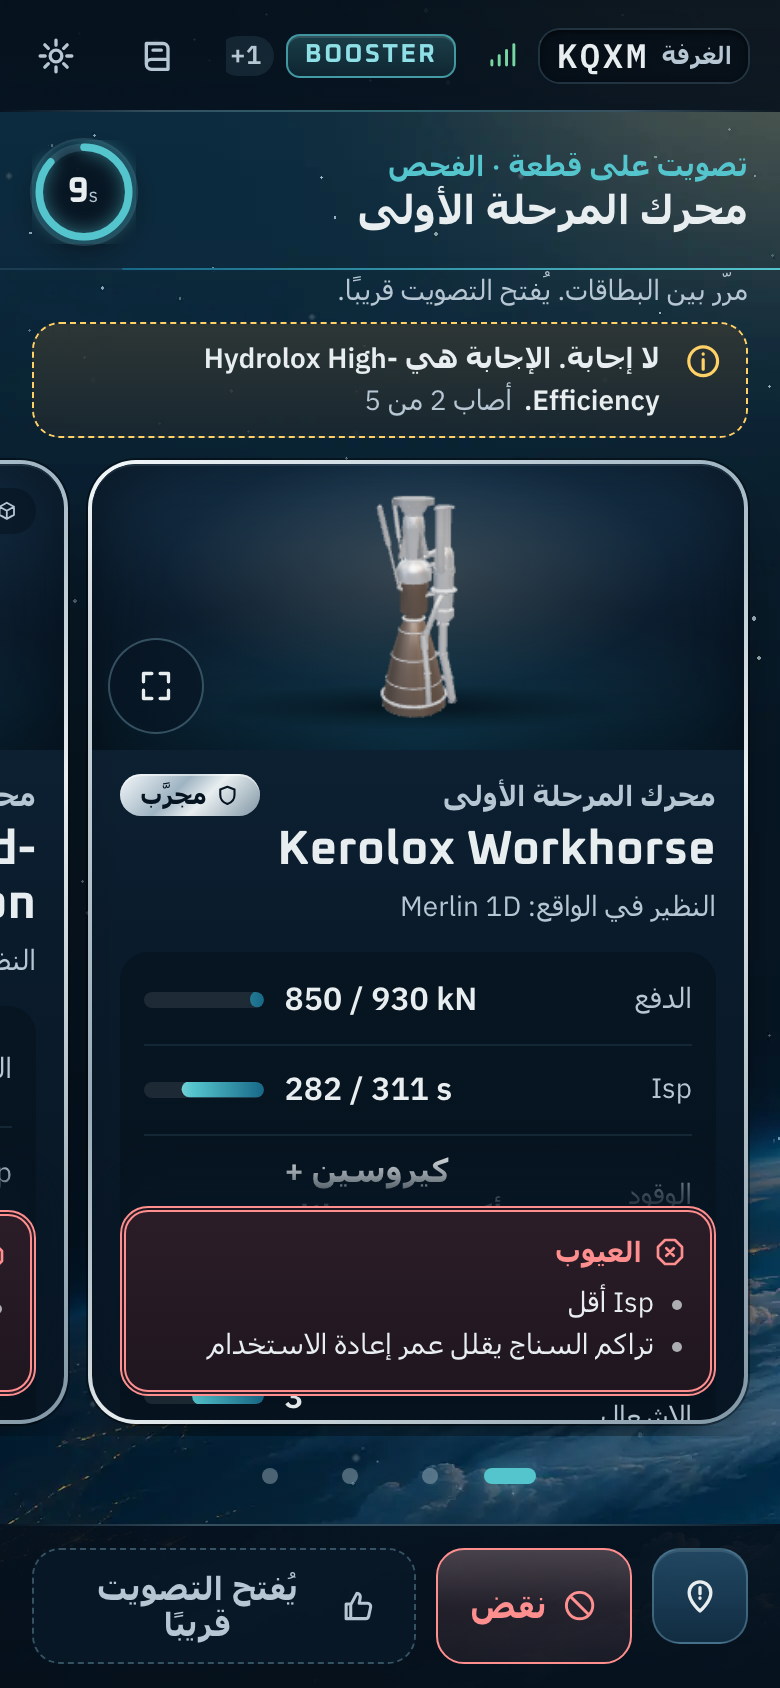 الغرفة KQXM
BOOSTER
+1
تصويت على قطعة · الفحص
محرك المرحلة الأولى
9s
مرّر بين البطاقات. يُفتح التصويت قريبًا.
لا إجابة. الإجابة هي Hydrolox High-
Efficiency. أصاب 2 من 5
محرك المرحلة الأولى
مجرَّب
Kerolox Workhorse
النظير في الواقع: Merlin 1D
الدفع 850 / 930 kN
Isp 282 / 311 s
الوقود كيروسين +
العيوب
Isp أقل
تراكم السناج يقلل عمر إعادة الاستخدام
الإشعال 3
نقض
يُفتح التصويت
قريبًا